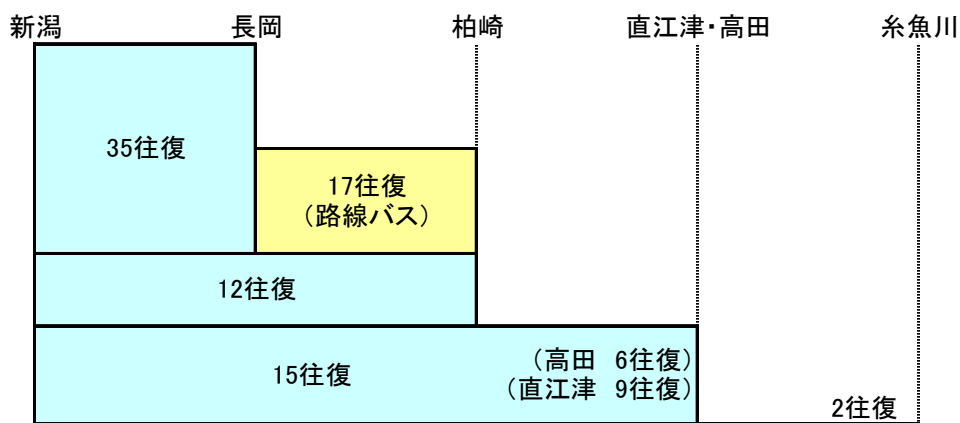 新潟 長岡 柏崎 直江津・高田 糸魚川
35往復
17往復
（路線バス）
12往復
15往復
（高田 6往復）
（直江津 9往復）
2往復